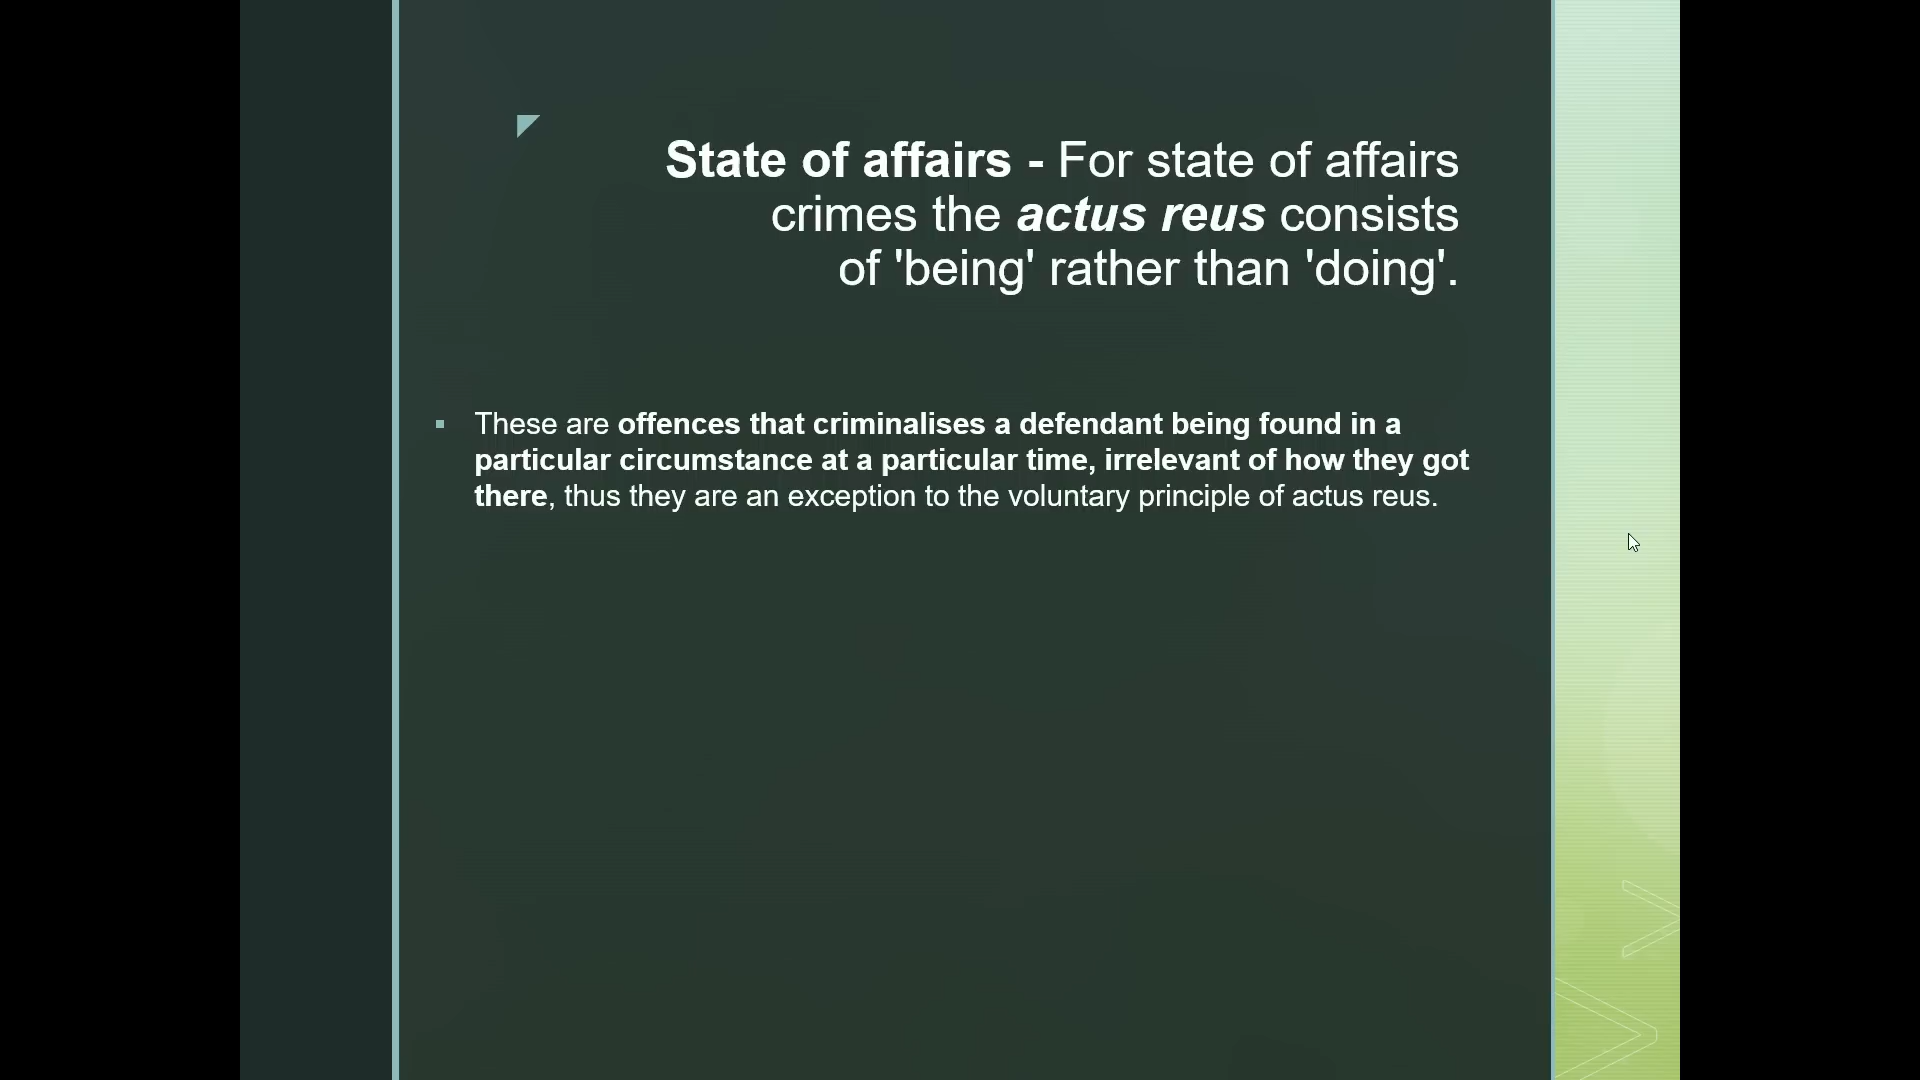 State of affairs - For state of affairs
crimes the actus reus consists
of 'being' rather than 'doing'.
These are offences that criminalises a defendant being found in a
particular circumstance at a particular time, irrelevant of how they got
there, thus they are an exception to the voluntary principle of actus reus.